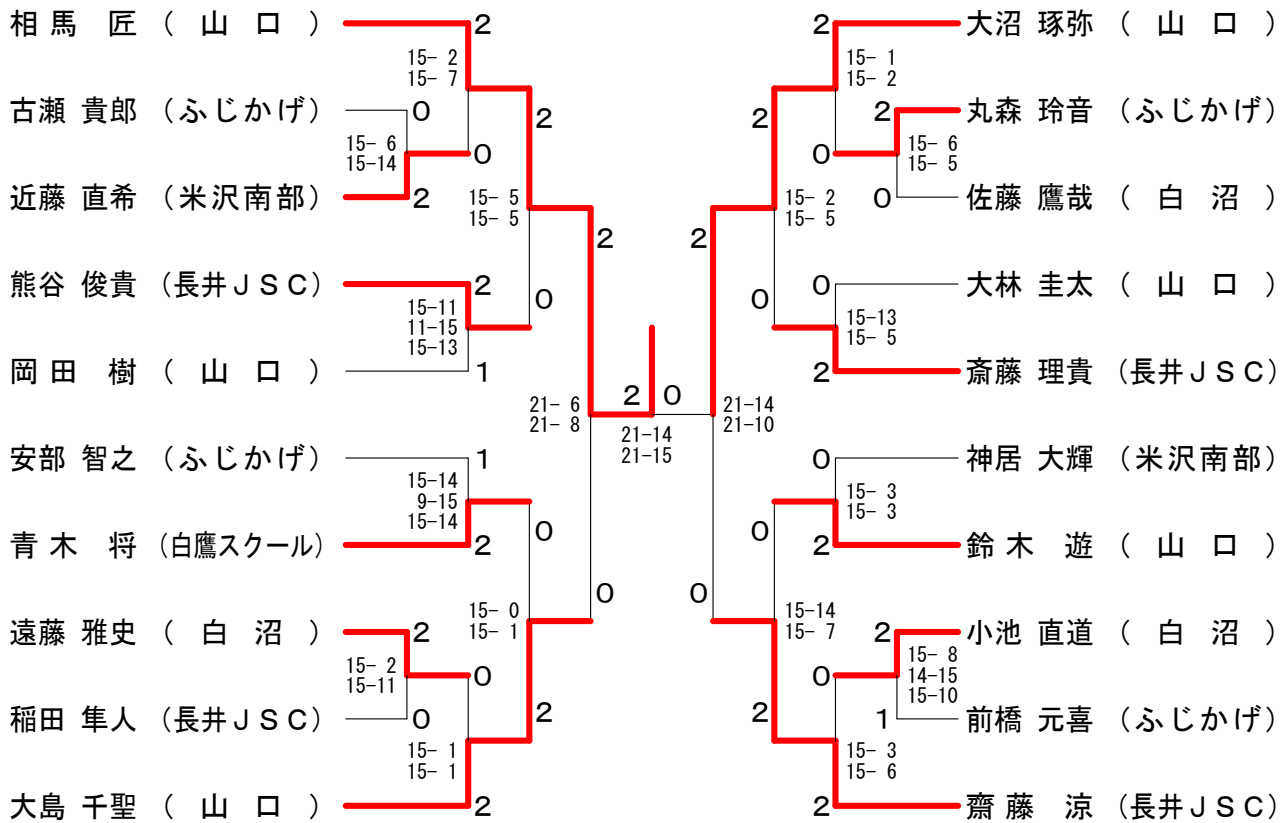 相馬 匠 （ 山 口 ） 2 2 大沼 琢弥 （ 山 口 ）
15- 2 15- 1
15- 7 15- 2
古瀬 貴郎 （ふじかげ） 0 2 2 2 丸森 玲音 （ふじかげ）
15- 6 15- 6
15-14 0 0 15- 5
近藤 直希 （米沢南部） 2 15- 5 15- 2 0 佐藤 鷹哉 （ 白 沼 ）
15- 5 15- 5
2 2
熊谷 俊貴 （長井ＪＳＣ） 2 0 0 0 大林 圭太 （ 山 口 ）
15-11 15-13
11-15 15- 5
15-13
岡田 樹 （ 山 口 ） 1 2 斎藤 理貴 （長井ＪＳＣ）
21- 6 2 0 21-14
21- 8 21-10
21-14
21-15
安部 智之 （ふじかげ） 1 0 神居 大輝 （米沢南部）
15-14 15- 3
9-15 15- 3
15-14
青木 将 （白鷹スクール） 2 0 0 2 鈴木 遊 （ 山 口 ）
0 0
15- 0 15-14
15- 1 15- 7
遠藤 雅史 （ 白 沼 ） 2 2 小池 直道 （ 白 沼 ）
15- 2 0 0 15- 8
15-11 14-15
15-10
稲田 隼人 （長井ＪＳＣ） 0 2 2 1 前橋 元喜 （ふじかげ）
15- 1 15- 3
15- 1 15- 6
大島 千聖 （ 山 口 ） 2 2 齋藤 涼 （長井ＪＳＣ）